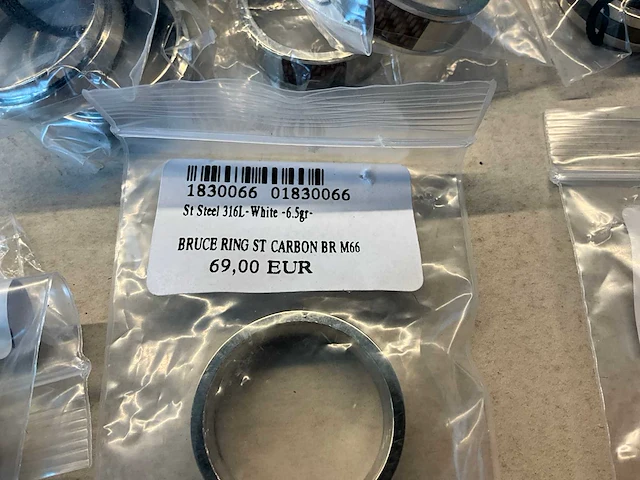 1830066 01830066
St Steel 316L-White -6.5gr-
BRUCE RING ST CARBON BR M66
69,00 EUR